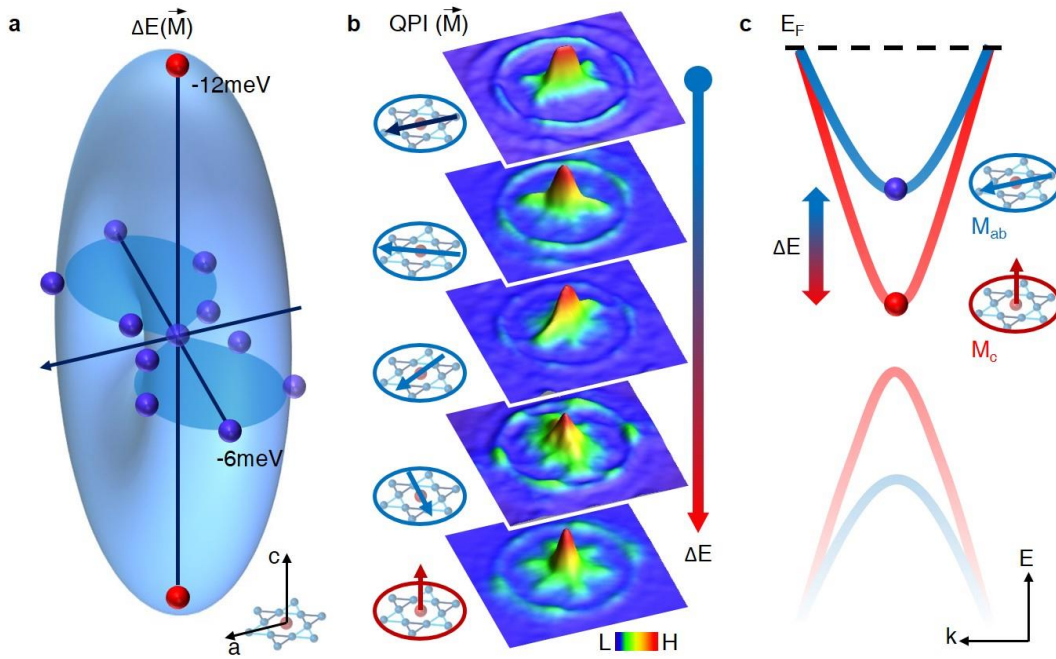 a
ΔE(M⃗)
-12meV
-6meV
c
a
b
QPI (M⃗)
ΔE
L
H
c
E_F
ΔE
M_ab
M_c
E
k